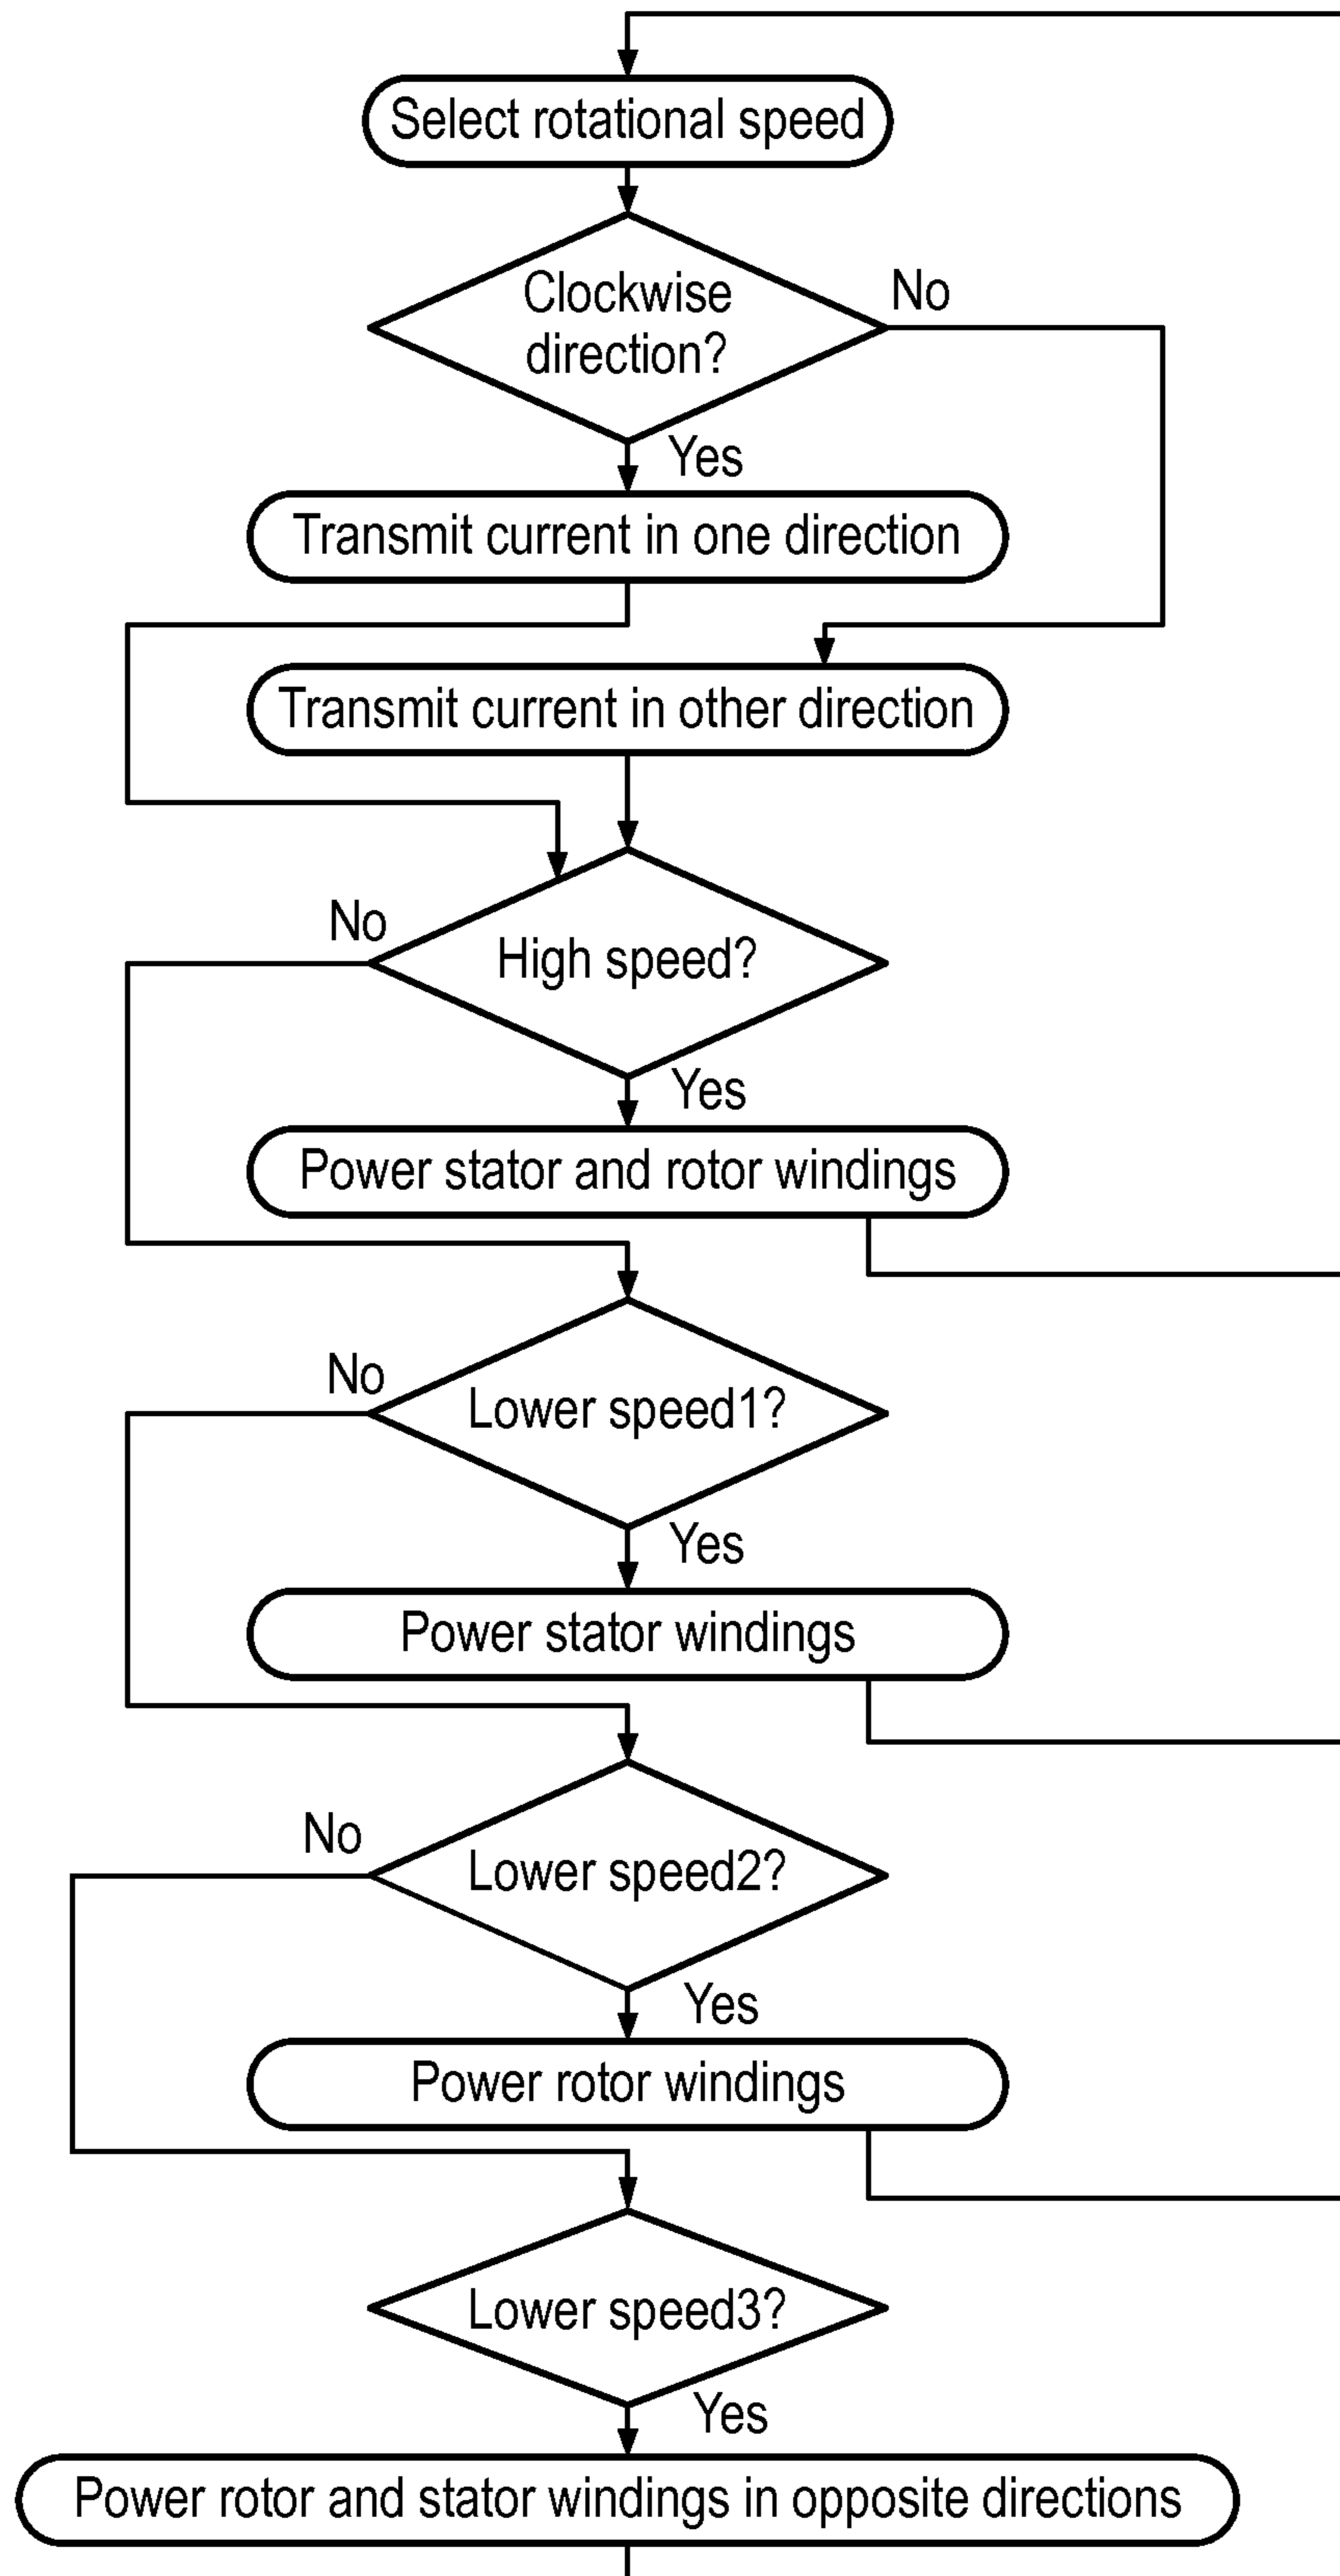 Select rotational speed
Clockwise
direction?
No
Yes
Transmit current in one direction
Transmit current in other direction
No
High speed?
Yes
Power stator and rotor windings
No
Lower speed1?
Yes
Power stator windings
No
Lower speed2?
Yes
Power rotor windings
Lower speed3?
Yes
Power rotor and stator windings in opposite directions